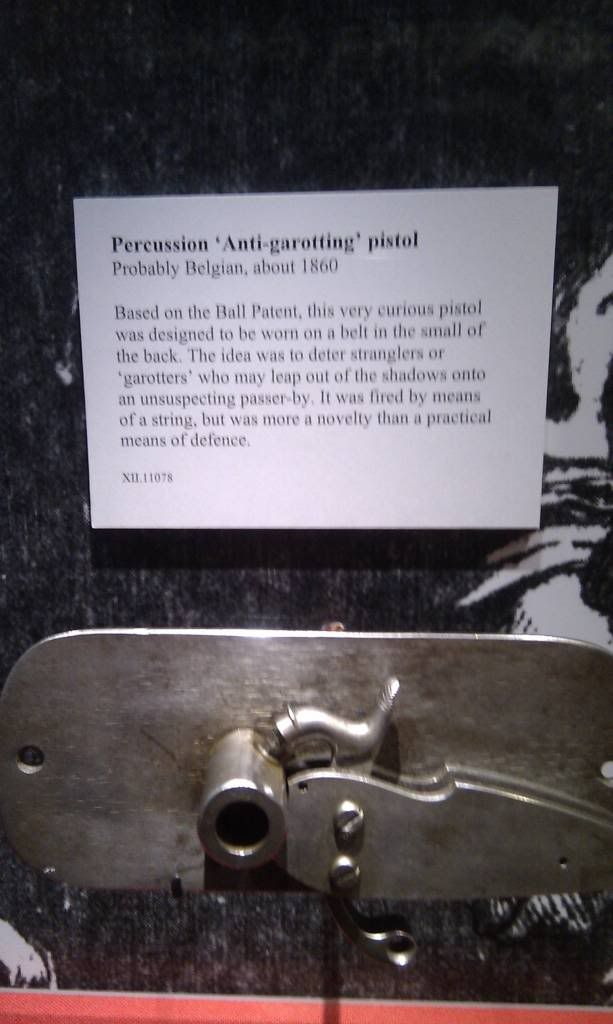 Percussion 'Anti-garotting' pistol
Probably Belgian, about 1860
Based on the Ball Patent, this very curious pistol
was designed to be worn on a belt in the small of
the back. The idea was to deter stranglers or
'garotters' who may leap out of the shadows onto
an unsuspecting passer-by. It was fired by means
of a string, but was more a novelty than a practical
means of defence.
XII.11078